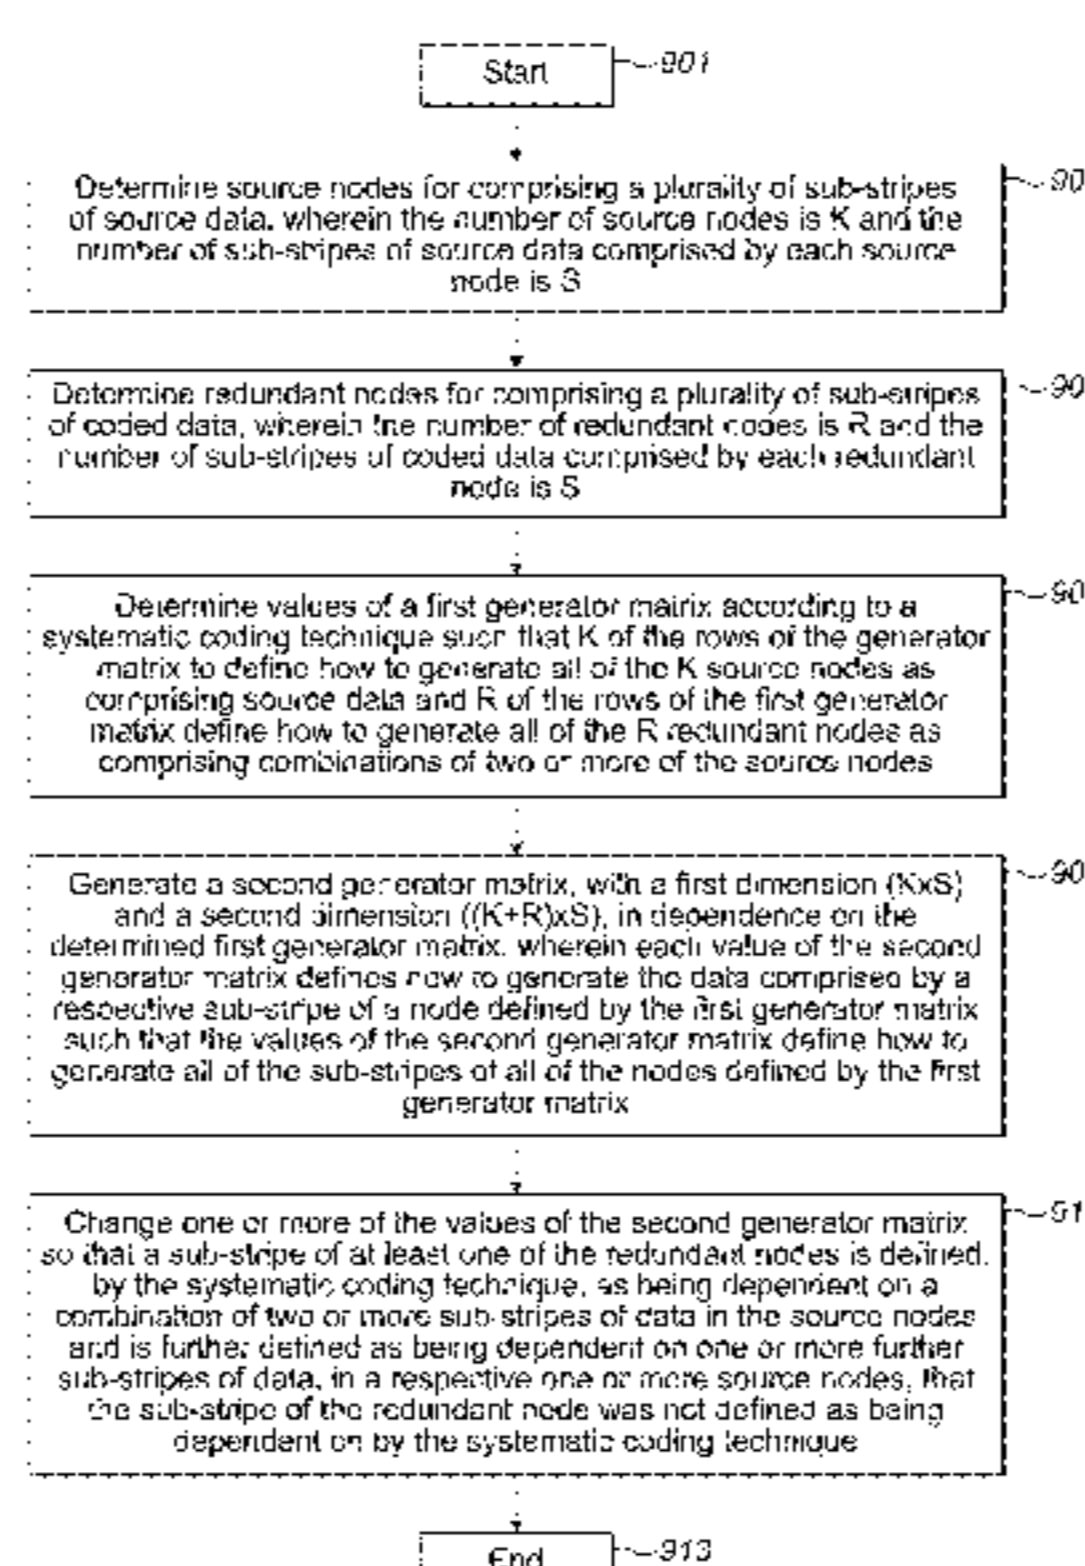 Start 901
Determine source nodes for comprising a plurality of sub-stripes 90
of source data, wherein the number of source nodes is K and the
number of sub-stripes of source data comprised by each source
node is S
Determine redundant nodes for comprising a plurality of sub-stripes 90
of coded data, wherein the number of redundant nodes is R and the
number of sub-stripes of coded data comprised by each redundant
node is S
Determine values of a first generator matrix according to a 90
systematic coding technique such that K of the rows of the generator
matrix to define how to generate all of the K source nodes as
comprising source data and R of the rows of the first generator
matrix define how to generate all of the R redundant nodes as
comprising combinations of two or more of the source nodes
Generate a second generator matrix, with a first dimension (KxS) 90
and a second dimension ((K+R)xS), in dependence on the
determined first generator matrix, wherein each value of the second
generator matrix defines how to generate the data comprised by a
respective sub-stripe of a node defined by the first generator matrix
such that the values of the second generator matrix define how to
generate all of the sub-stripes of all of the nodes defined by the first
generator matrix
Change one or more of the values of the second generator matrix 91
so that a sub-stripe of at least one of the redundant nodes is defined,
by the systematic coding technique, as being dependent on a
combination of two or more sub-stripes of data in the source nodes
and is further defined as being dependent on one or more further
sub-stripes of data, in a respective one or more source nodes, that
the sub-stripe of the redundant node was not defined as being
dependent on by the systematic coding technique
End 913